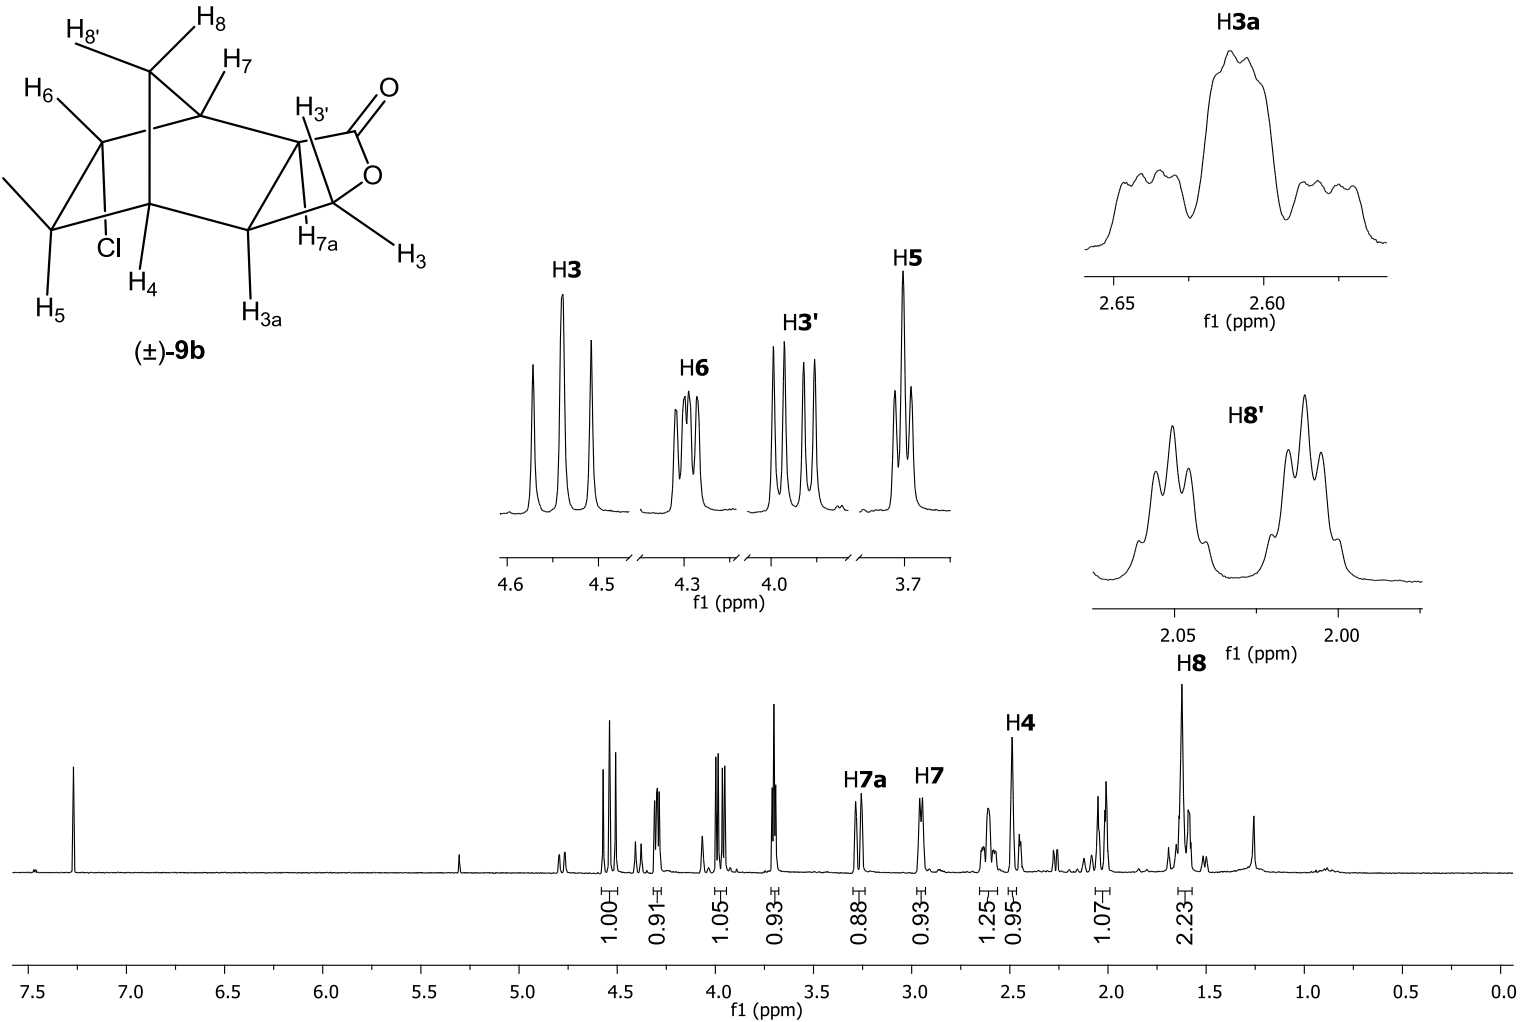 H8'
H8
H7
H6
H3'
O
O
H7a
Cl
H3
H4
H5
H3a
(±)-9b
H3a
2.65
2.60
f1 (ppm)
H3
H6
H3'
H5
4.6
4.5
4.3
4.0
3.7
f1 (ppm)
H8'
2.05
2.00
f1 (ppm)
H7a
H7
H4
H8
1.00
0.91
1.05
0.93
0.88
0.93
1.25
0.95
1.07
2.23
7.5 7.0 6.5 6.0 5.5 5.0 4.5 4.0 3.5 3.0 2.5 2.0 1.5 1.0 0.5 0.0
f1 (ppm)